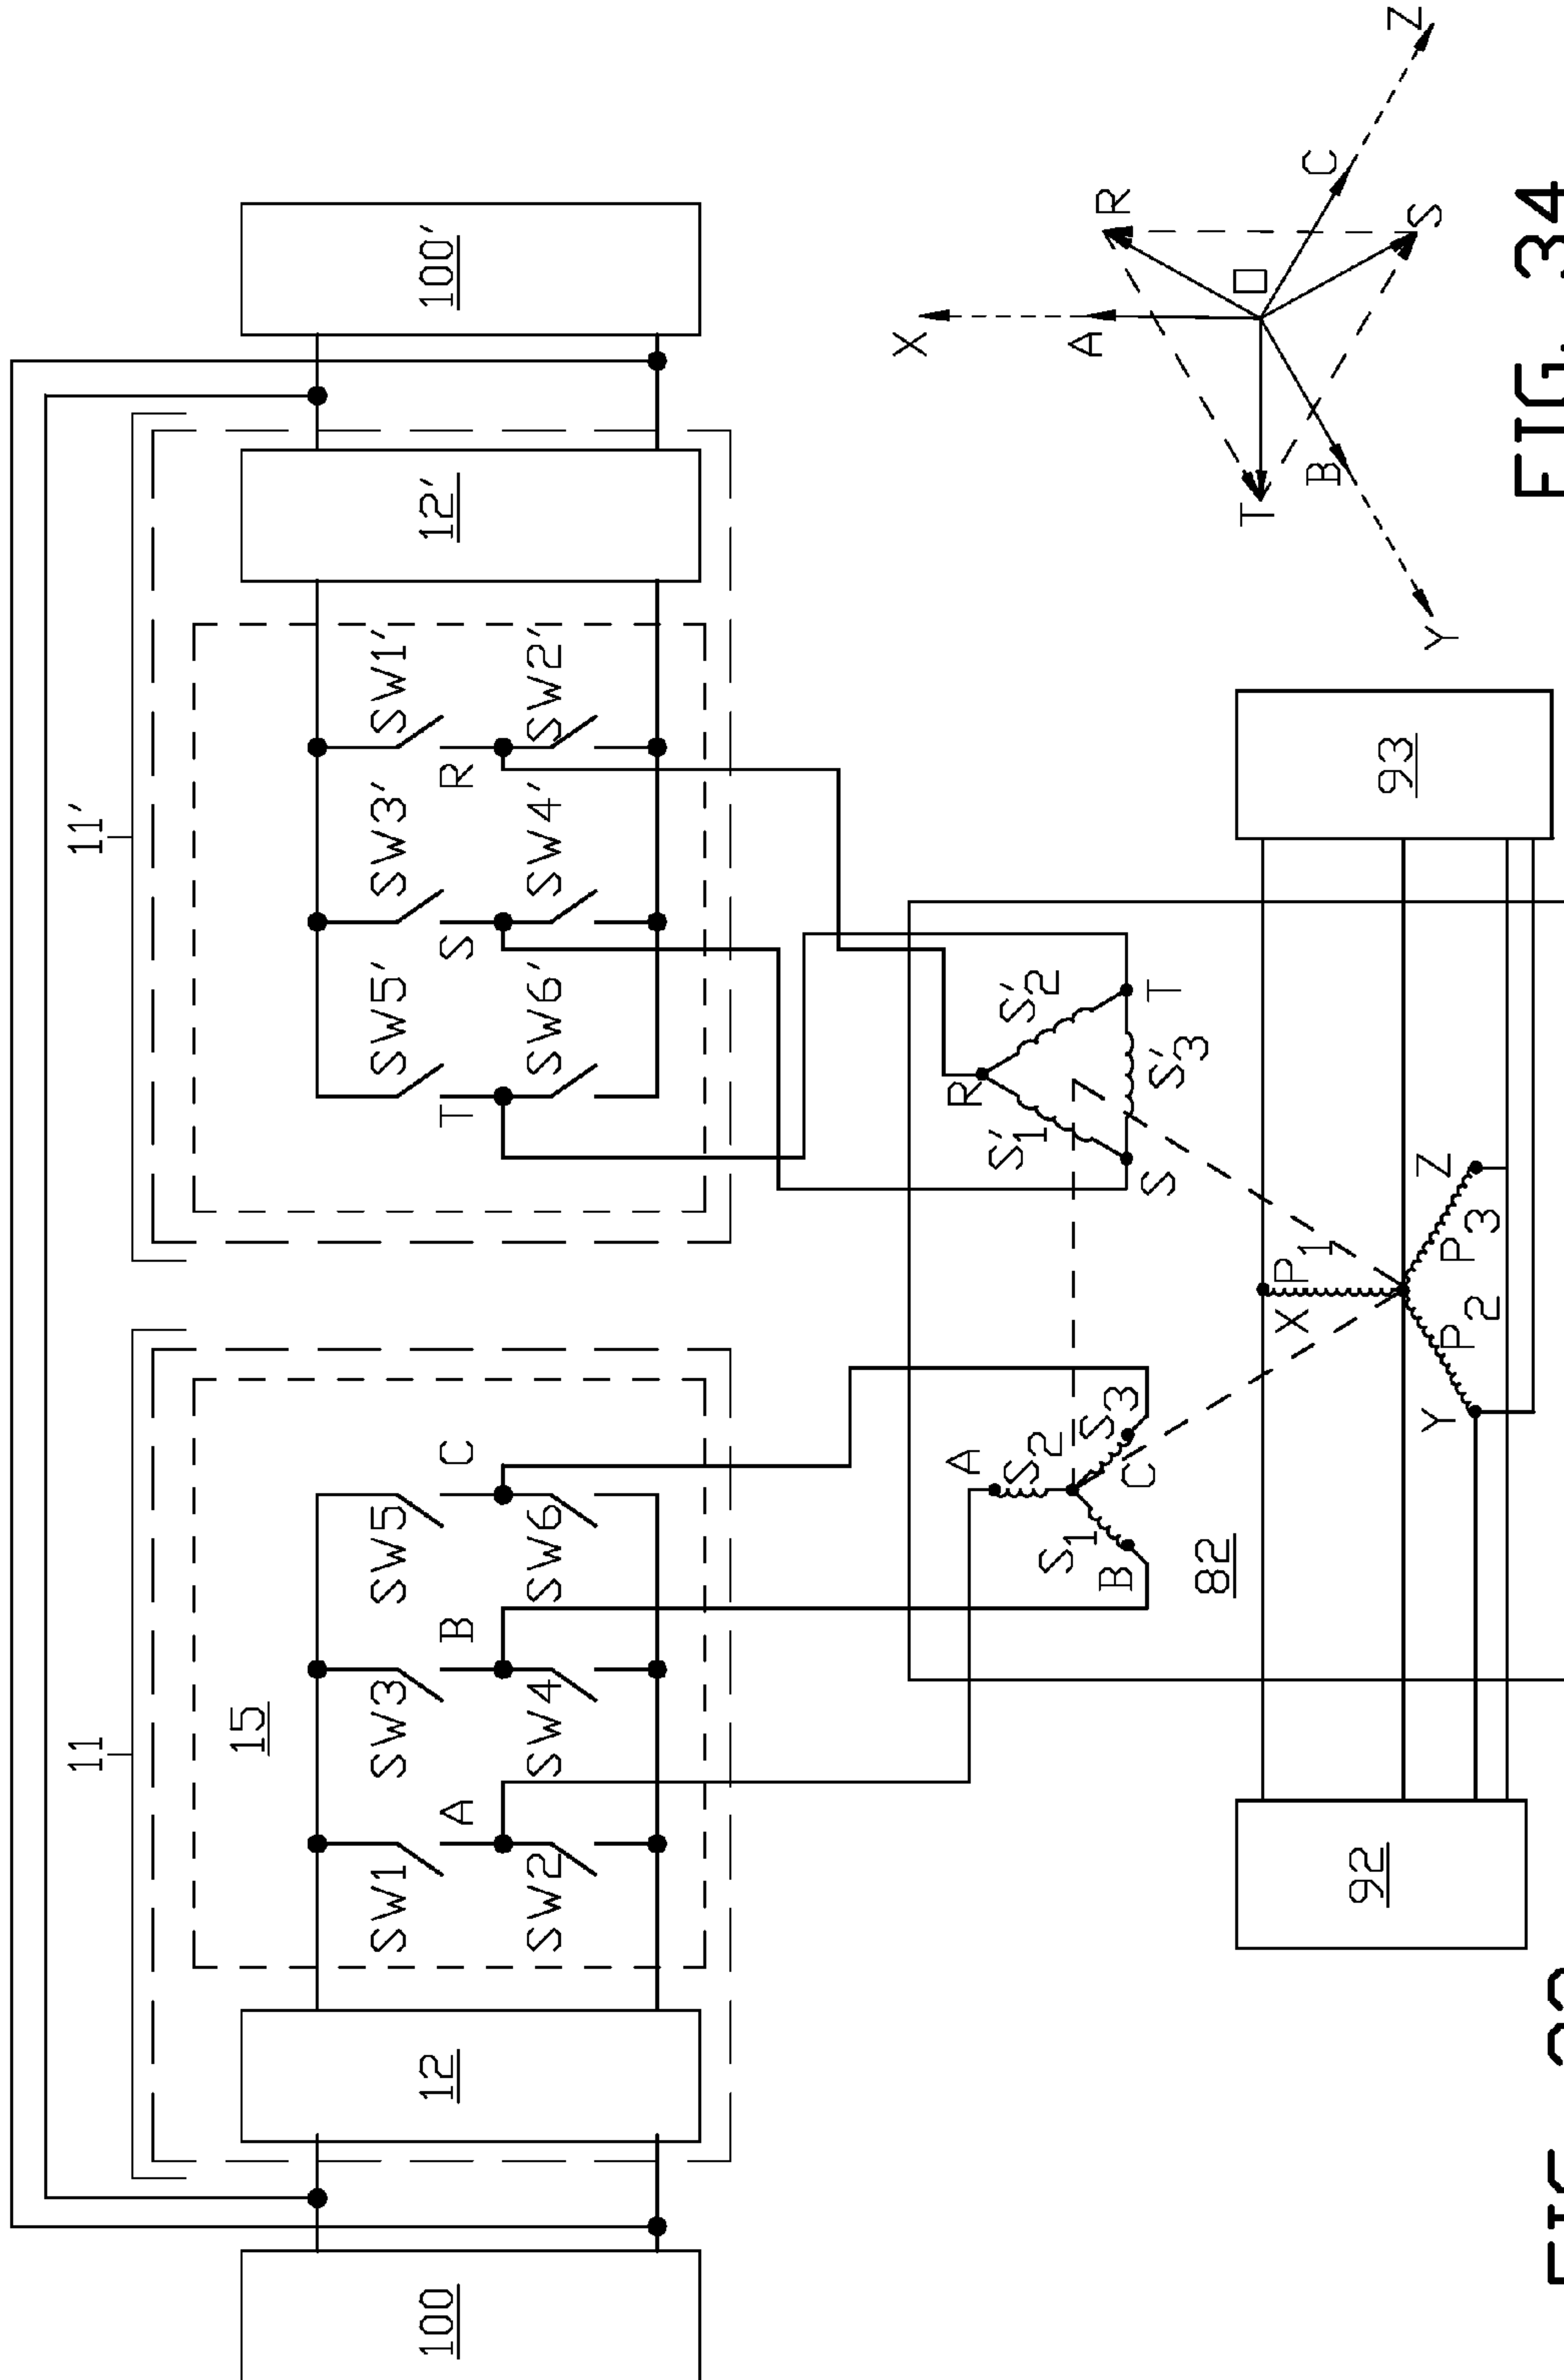 11
11′
100
12
15
SW1
SW3
SW5
A
B
C
SW2
SW4
SW6
SW5′
SW3′
SW1′
T
S
R
SW6′
SW4′
SW2′
12′
100′
A
S2
S1
S3
B
C
R
S′1
S′2
S
S′3
T
82
92
X
P1
P2
P3
Y
Z
93
X
A
R
O
T
B
C
S
Y
Z
FIG. 34